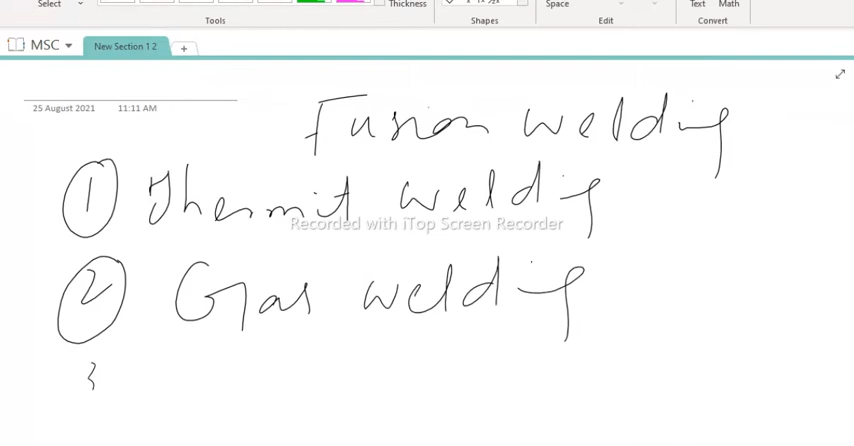 Select
Thickness
Space
Text Math
Tools
Shapes
Edit
Convert
MSC
New Section 1 2
+
25 August 2021 11:11 AM
Fusion welding
1 Thermit welding
Recorded with iTop Screen Recorder
2 Gas welding
3